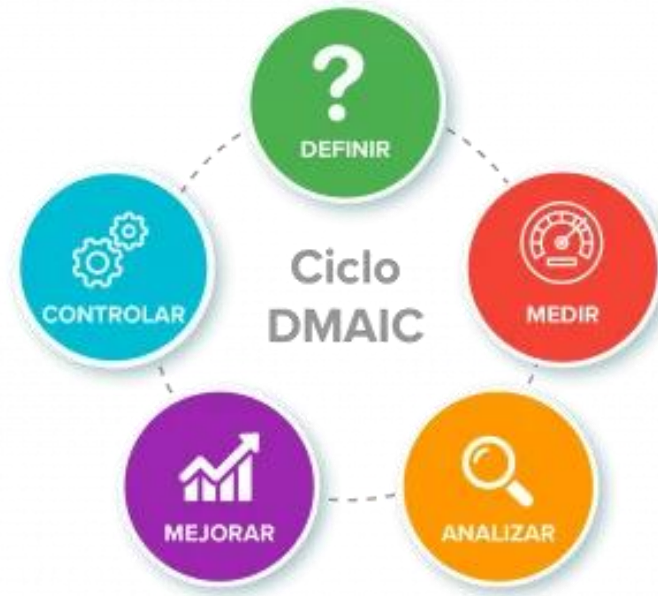 DEFINIR
Ciclo
DMAIC
CONTROLAR
MEDIR
MEJORAR
ANALIZAR